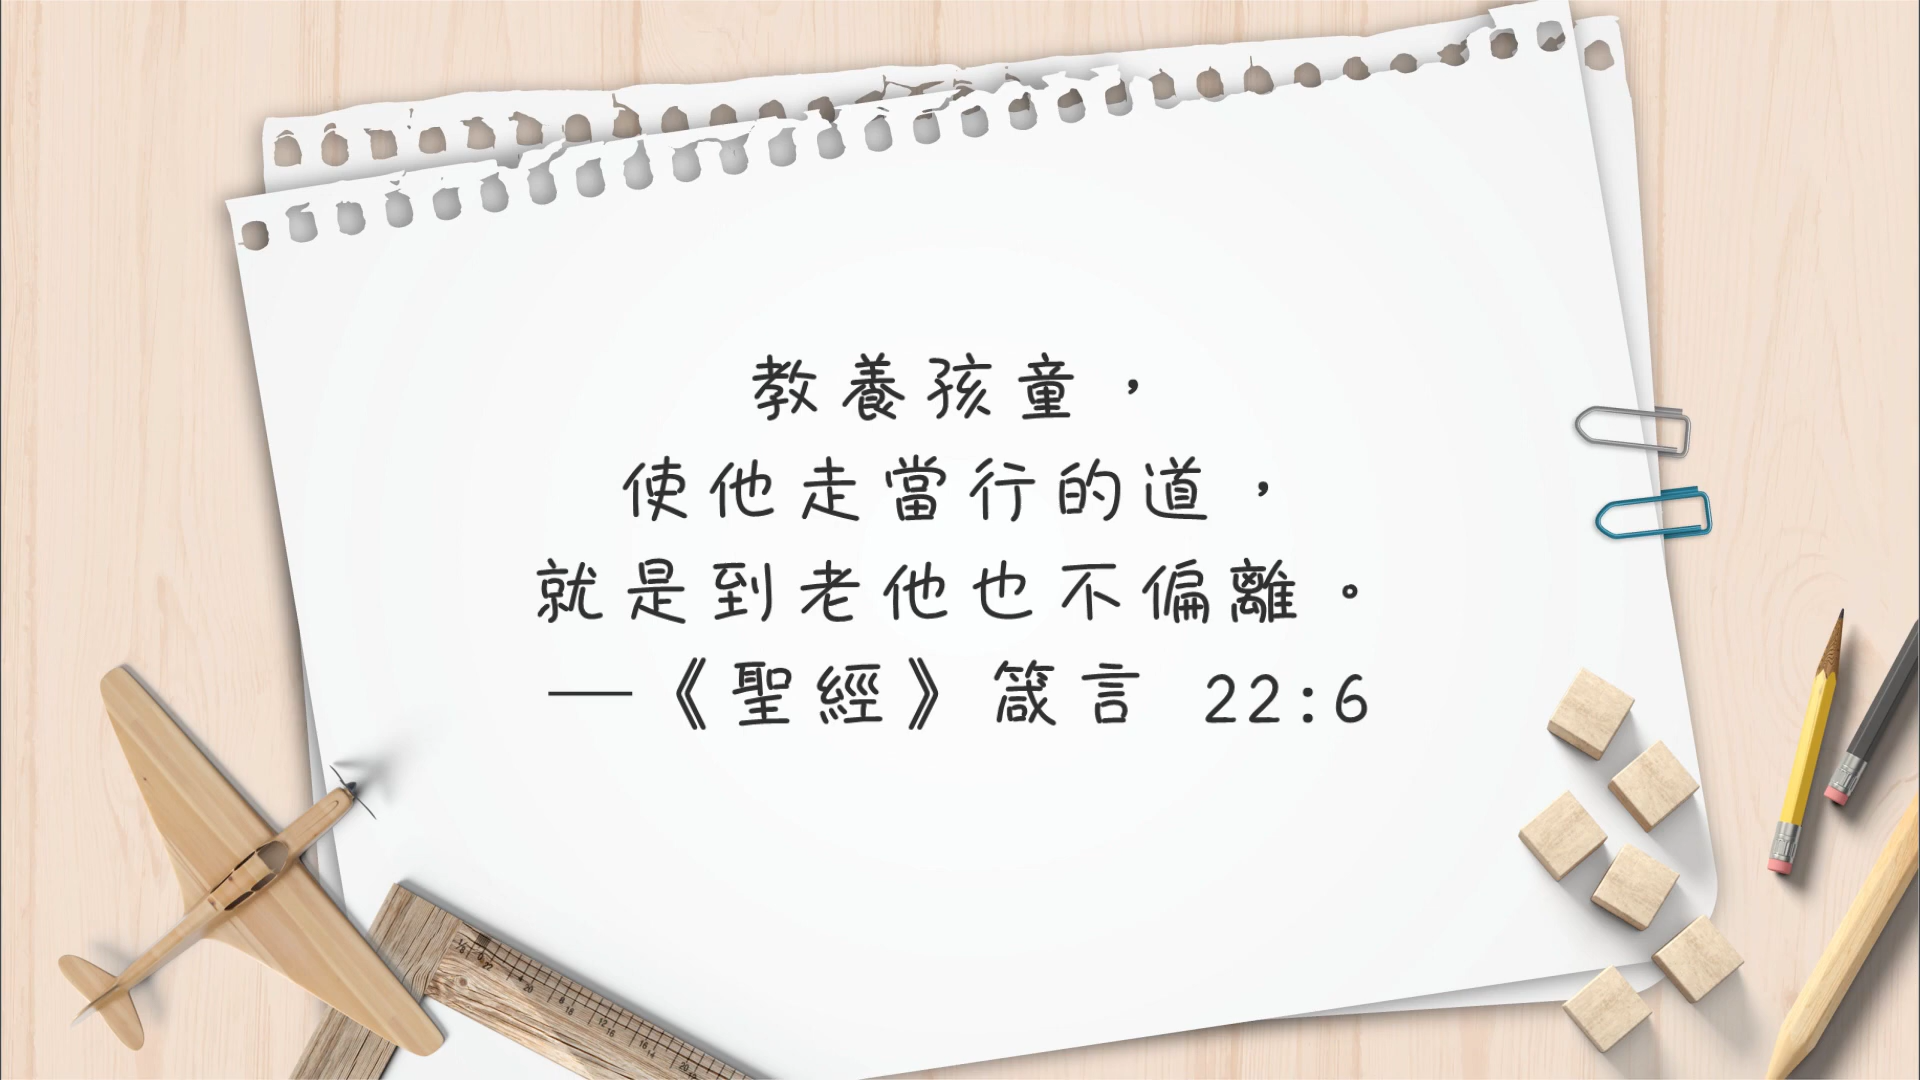 教養孩童，
使他走當行的道，
就是到老他也不偏離。
—《聖經》箴言 22:6